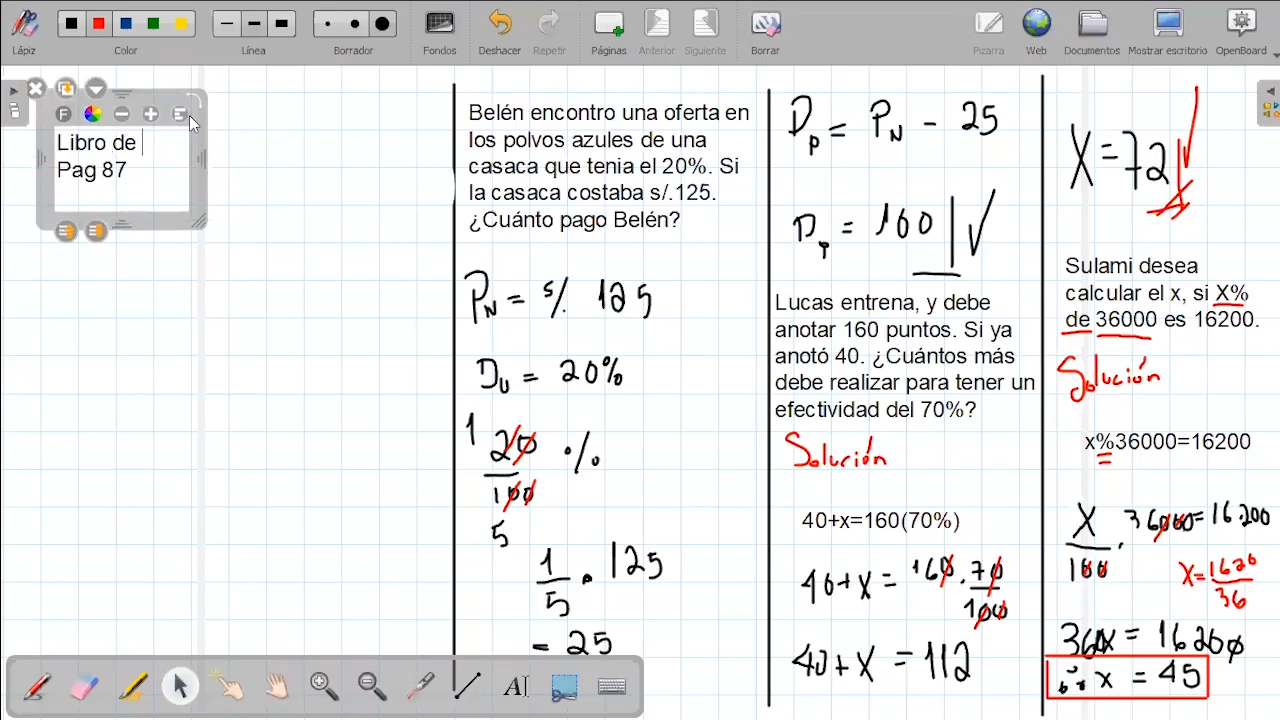 Lápiz
Color
Línea
Borrador
Fondos
Deshacer
Repetir
Páginas
Anterior
Siguiente
Borrar
Pizarra
Web
Documentos
Mostrar escritorio
OpenBoard
Libro de
Pag 87
Belén encontro una oferta en
los polvos azules de una
casaca que tenia el 20%. Si
la casaca costaba s/.125.
¿Cuánto pago Belén?
PN = s/. 125
DU = 20%
1
20 %
100
5
1/5 . 125
= 25
Dp = PN - 25
Dp = 100
Lucas entrena, y debe
anotar 160 puntos. Si ya
anotó 40. ¿Cuántos más
debe realizar para tener un
efectividad del 70%?
Solución
40+x=160(70%)
40+x = 160 . 70/100
40+x = 112
X=72
Sulami desea
calcular el x, si X%
de 36000 es 16200.
Solución
x%36000=16200
X/100 . 36000=16.200
X=1620/36
360x = 16200
∴ x = 45